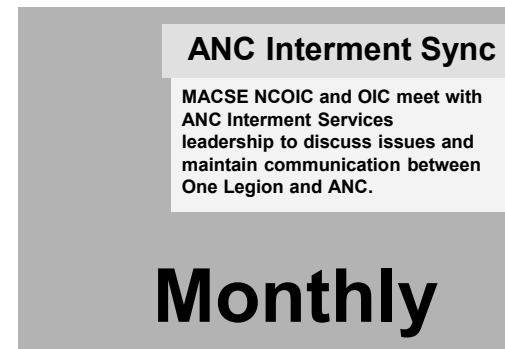 ANC Interment Sync
MACSE NCOIC and OIC meet with
ANC Interment Services
leadership to discuss issues and
maintain communication between
One Legion and ANC.
Monthly